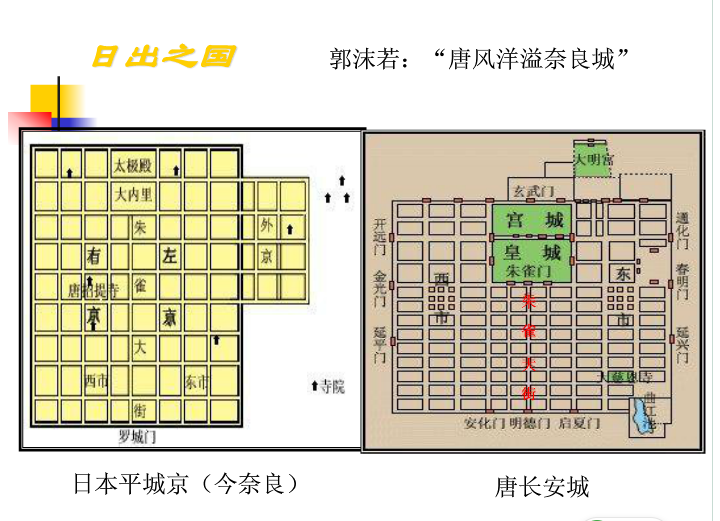 日出之国
郭沫若：“唐风洋溢奈良城”
太极殿
大内里
朱
外
右
左
京
唐招提寺
雀
京
京
大
西市
东市
寺院
街
罗城门
大明宫
玄武门
开远门
宫 城
通化门
皇 城
金光门
朱雀门
春明门
西市
东市
朱雀大街
延平门
延兴门
大慈恩寺
曲江池
安化门 明德门 启夏门
日本平城京（今奈良）
唐长安城